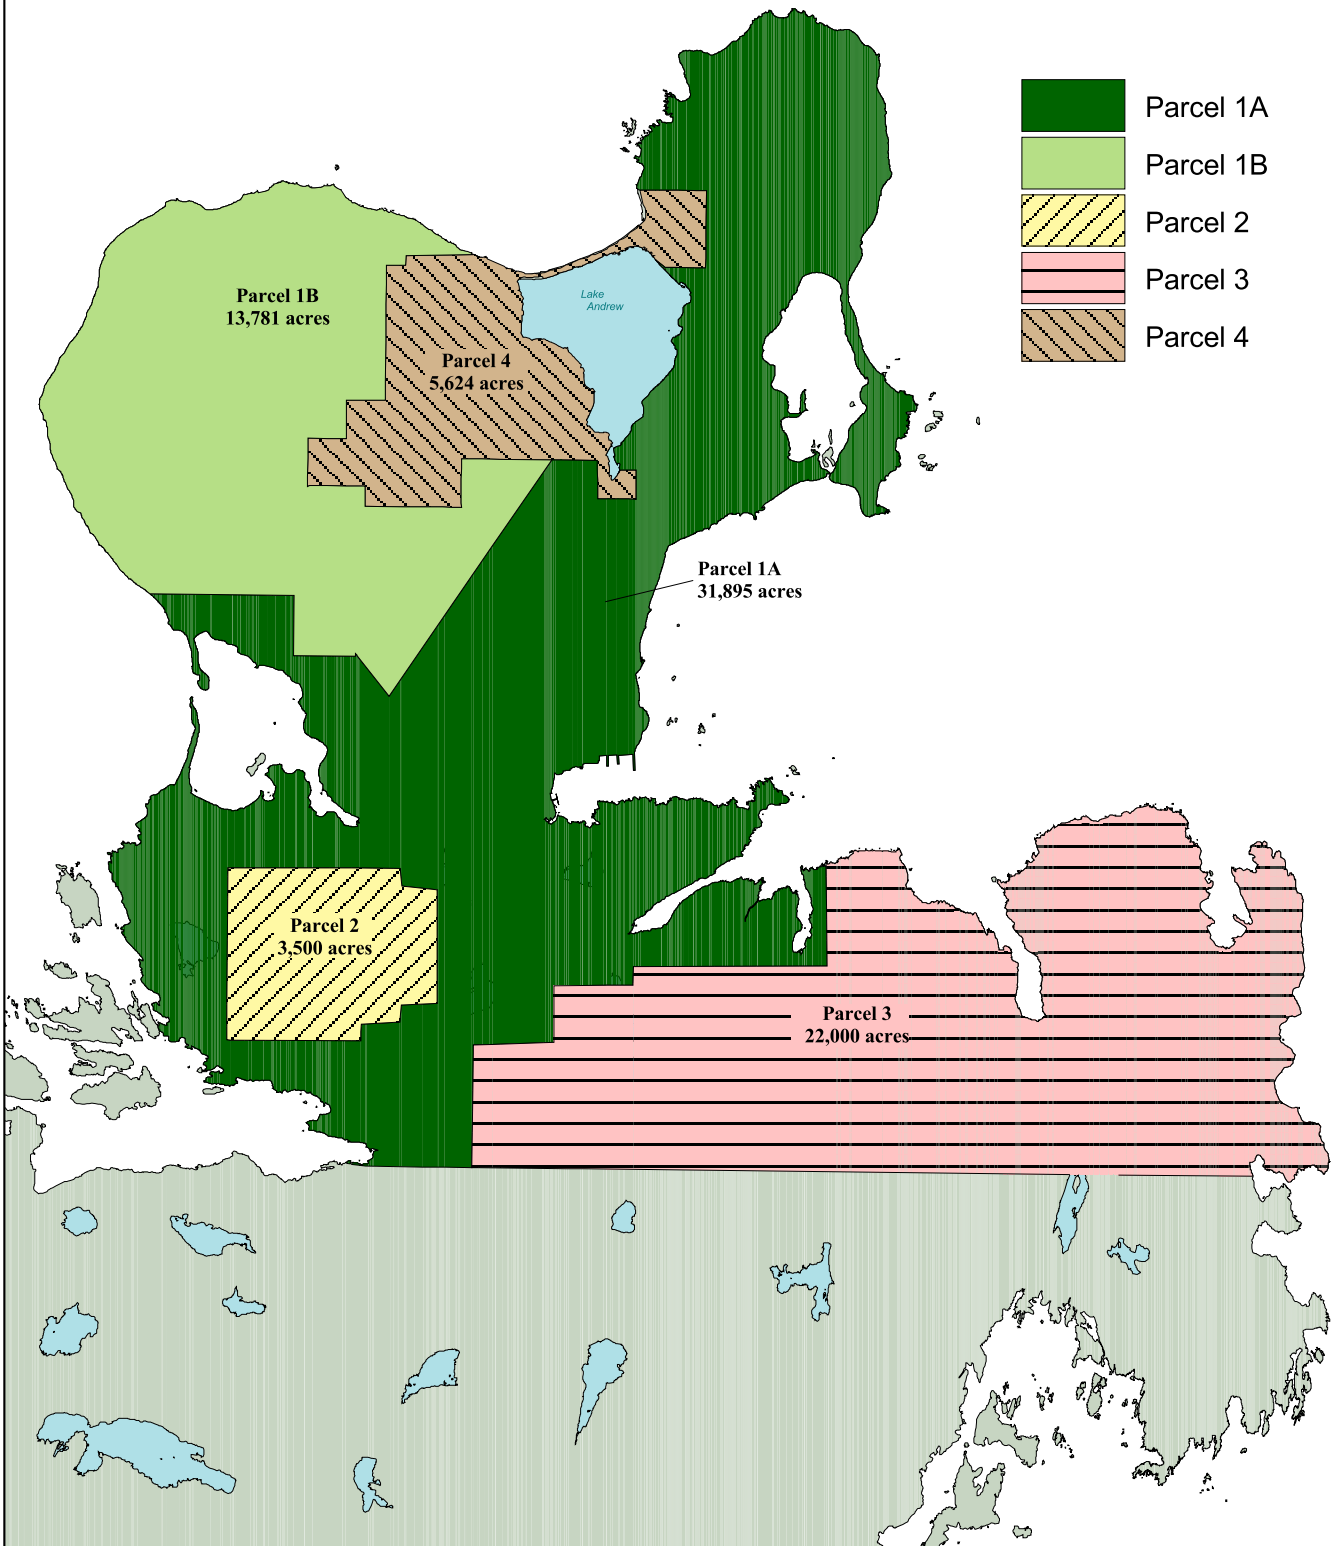 Parcel 1A
Parcel 1B
Parcel 2
Parcel 3
Parcel 4
Parcel 1B
13,781 acres
Lake
Andrew
Parcel 4
5,624 acres
Parcel 1A
31,895 acres
Parcel 2
3,500 acres
Parcel 3
22,000 acres